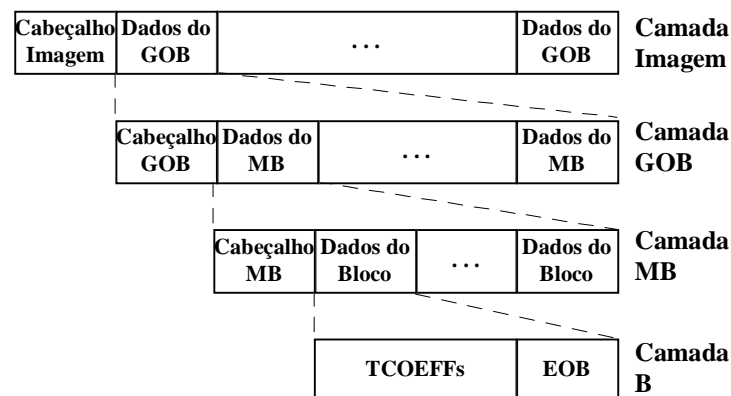 Cabeçalho Imagem
Dados do GOB
...
Dados do GOB
Camada Imagem
Cabeçalho GOB
Dados do MB
...
Dados do MB
Camada GOB
Cabeçalho MB
Dados do Bloco
...
Dados do Bloco
Camada MB
TCOEFFs
EOB
Camada B